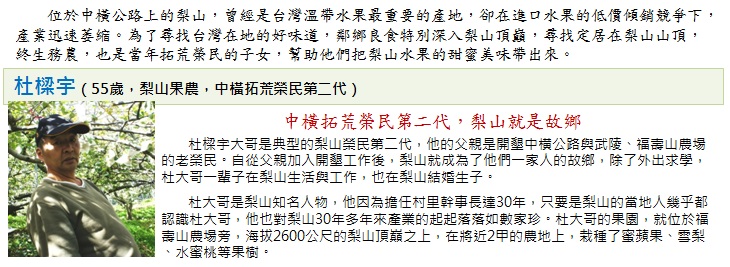 位於中橫公路上的梨山，曾經是台灣溫帶水果最重要的產地，卻在進口水果的低價傾銷競爭下，
產業迅速萎縮。為了尋找台灣在地的好味道，鄰鄉良食特別深入梨山頂巔，尋找定居在梨山山頂，
終生務農，也是當年拓荒榮民的子女，幫助他們把梨山水果的甜蜜美味帶出來。
杜樑宇（55歲，梨山果農，中橫拓荒榮民第二代）
中橫拓荒榮民第二代，梨山就是故鄉
杜樑宇大哥是典型的梨山榮民第二代，他的父親是開墾中橫公路與武陵、福壽山農場
的老榮民。自從父親加入開墾工作後，梨山就成為了他們一家人的故鄉，除了外出求學，
杜大哥一輩子在梨山生活與工作，也在梨山結婚生子。
杜大哥是梨山知名人物，他因為擔任村里幹事長達30年，只要是梨山的當地人幾乎都
認識杜大哥，他也對梨山30年多年來產業的起起落落如數家珍。杜大哥的果園，就位於福
壽山農場旁，海拔2600公尺的梨山頂巔之上，在將近2甲的農地上，栽種了蜜蘋果、雪梨
、水蜜桃等果樹。